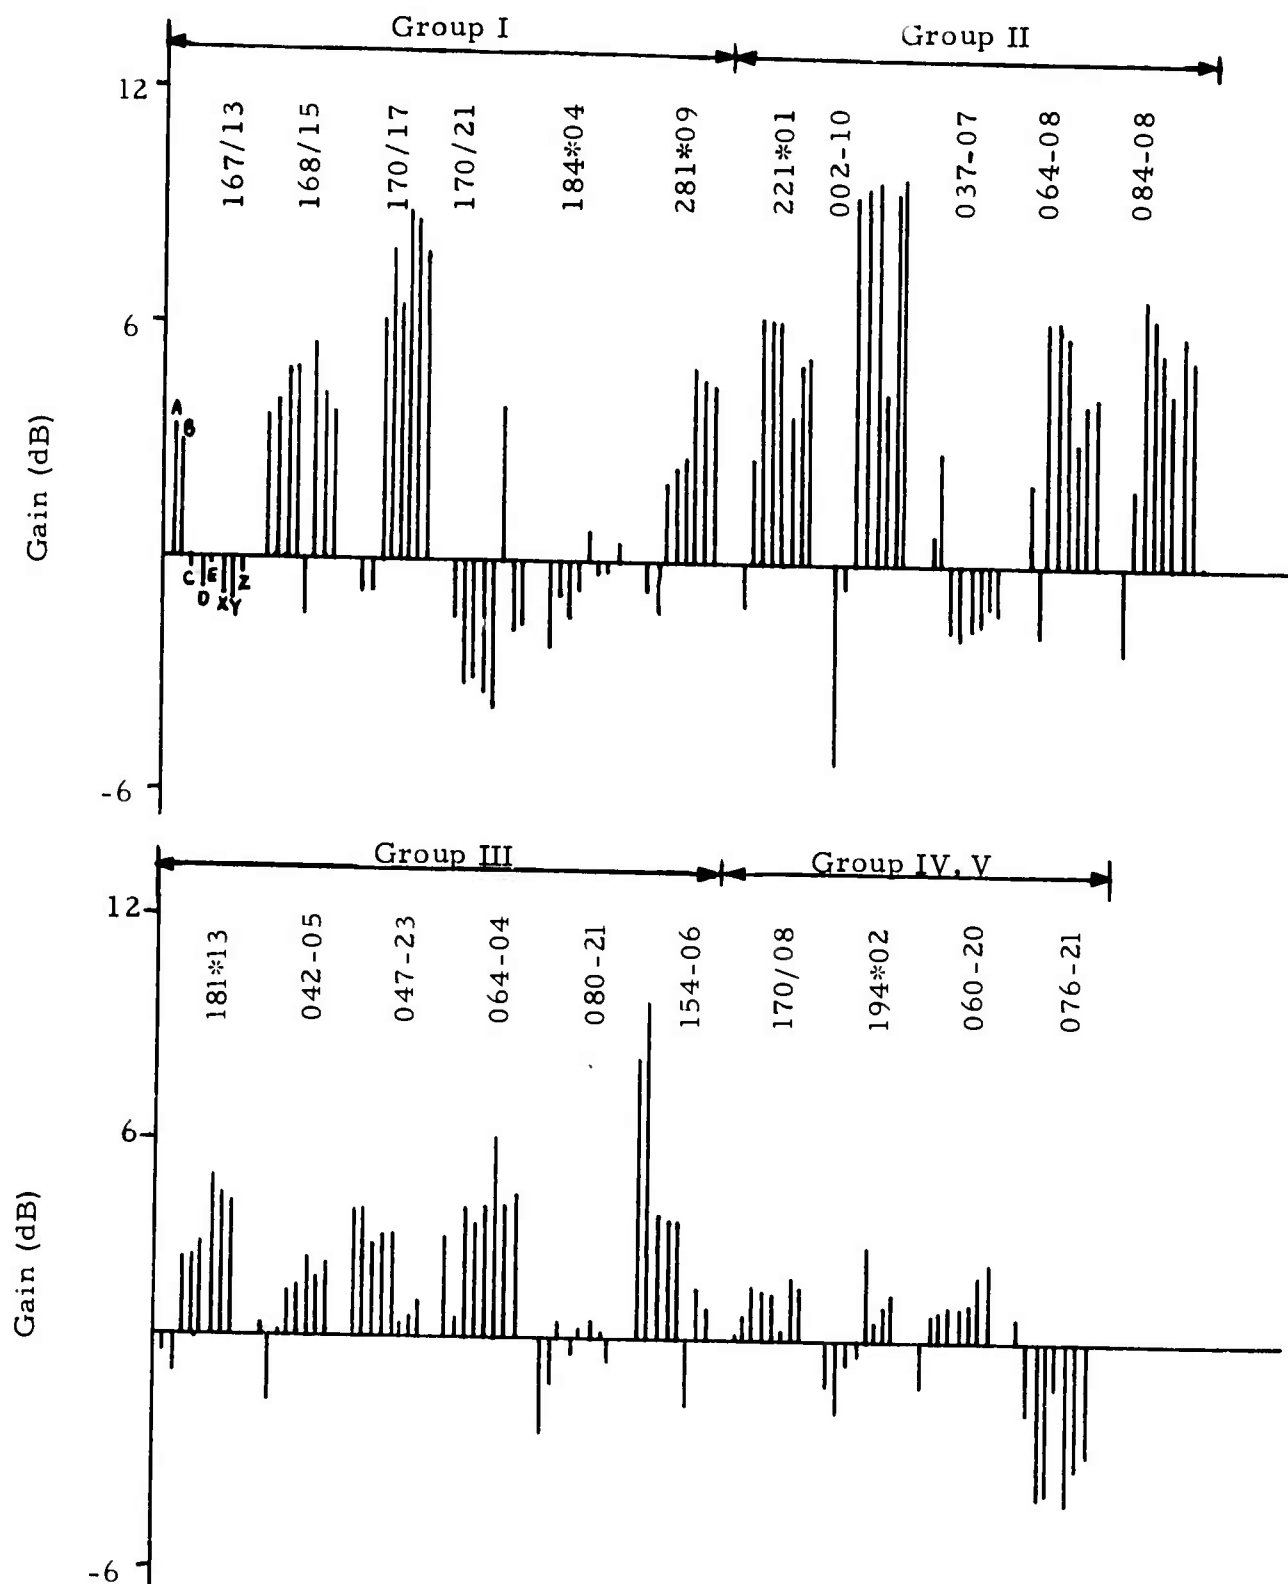 Group I
Group II
12
167/13
168/15
170/17
170/21
184*04
281*09
221*01
002-10
037-07
064-08
084-08
6
Gain (dB)
A
B
C
D
E
X
Y
Z
-6
Group III
Group IV, V
12
181*13
042-05
047-23
064-04
080-21
154-06
170/08
194*02
060-20
076-21
6
Gain (dB)
-6